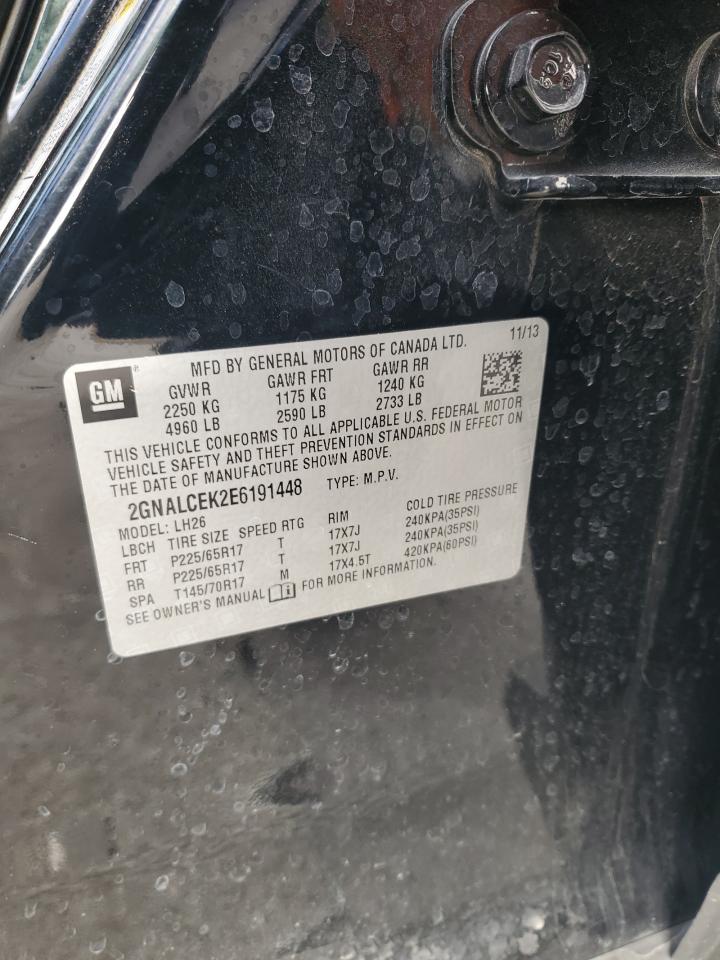 MFD BY GENERAL MOTORS OF CANADA LTD. 11/13
GM
GVWR GAWR FRT GAWR RR
2250 KG 1175 KG 1240 KG
4960 LB 2590 LB 2733 LB
THIS VEHICLE CONFORMS TO ALL APPLICABLE U.S. FEDERAL MOTOR
VEHICLE SAFETY AND THEFT PREVENTION STANDARDS IN EFFECT ON
THE DATE OF MANUFACTURE SHOWN ABOVE.
2GNALCEK2E6191448 TYPE: M.P.V.
MODEL: LH26
LBCH TIRE SIZE SPEED RTG RIM COLD TIRE PRESSURE
FRT P225/65R17 T 17X7J 240KPA(35PSI)
RR P225/65R17 T 17X7J 240KPA(35PSI)
SPA T145/70R17 M 17X4.5T 420KPA(60PSI)
SEE OWNER'S MANUAL FOR MORE INFORMATION.